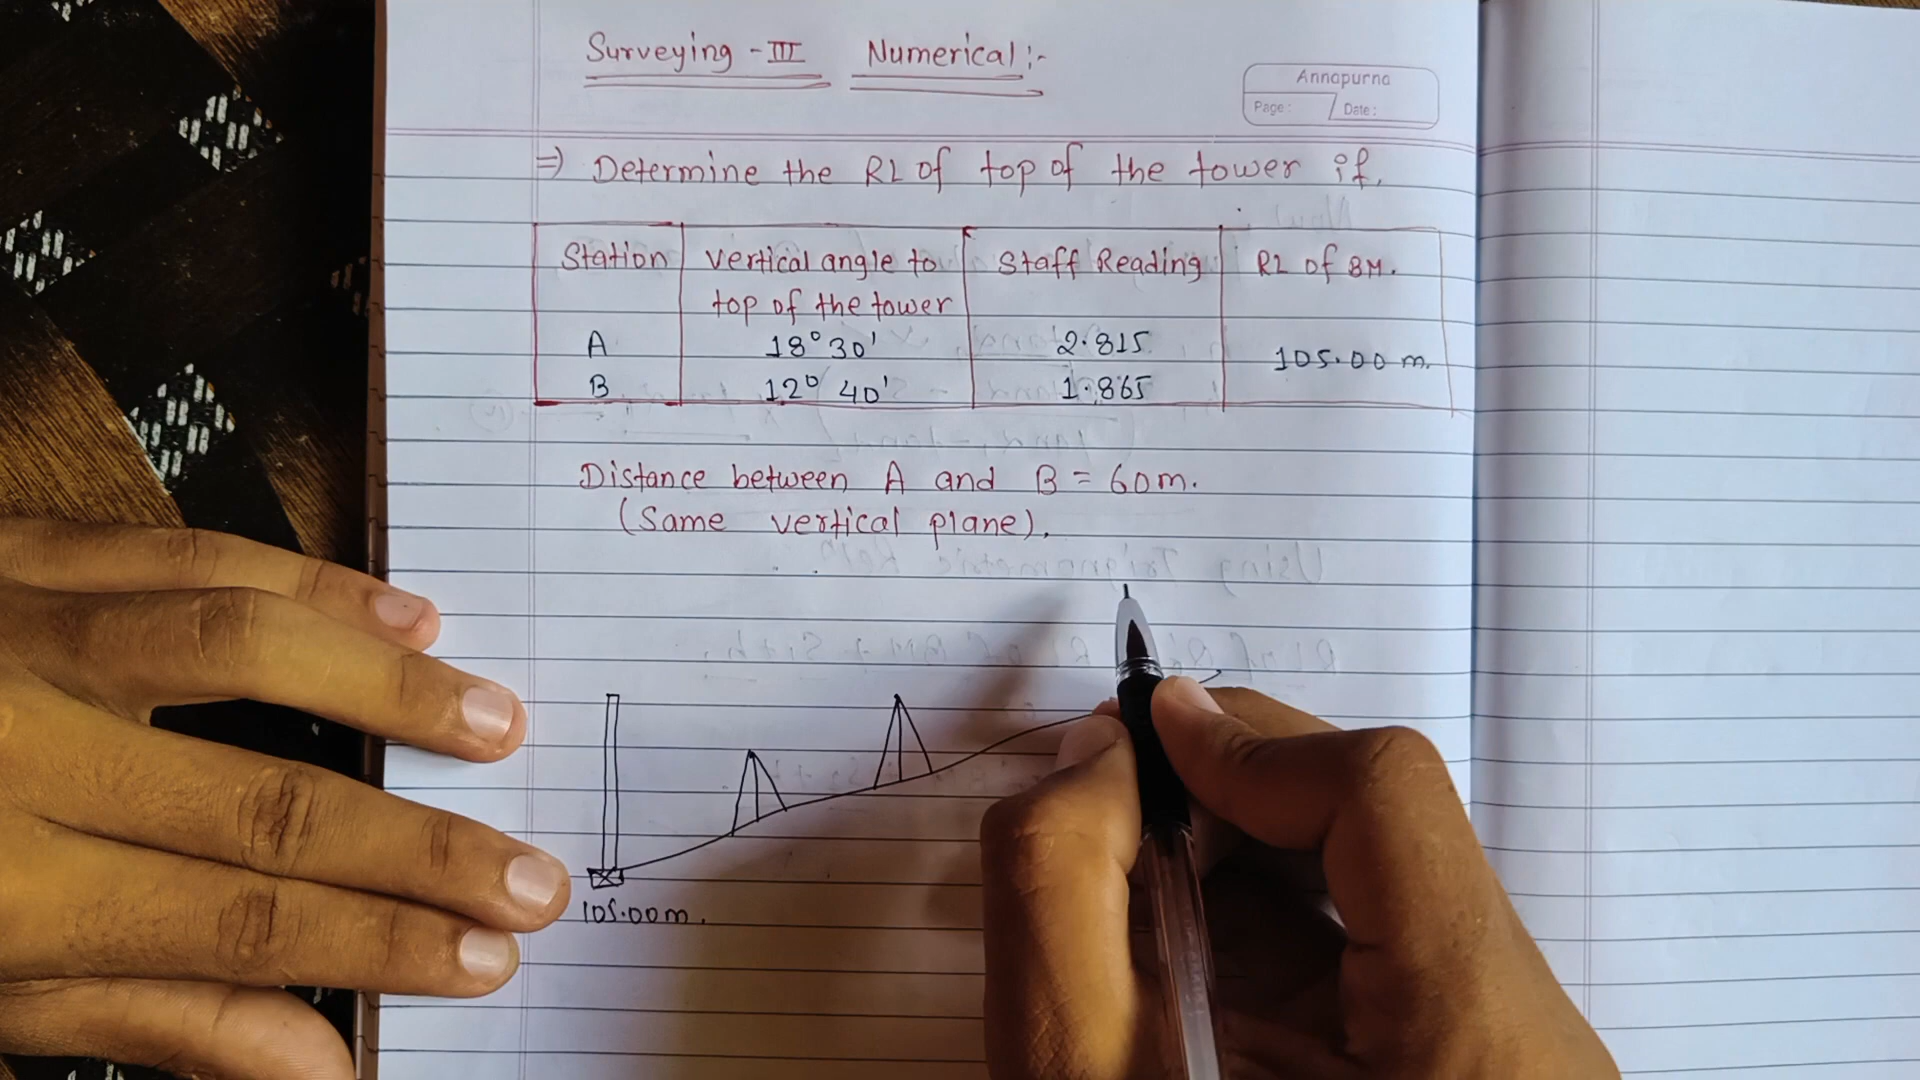 Surveying - III Numerical :-
Annapurna
Page: Date:
=) Determine the RL of top of the tower if,
Station Vertical angle to top of the tower Staff Reading RL of BM.
A 18° 30' 2.815 105.00 m.
B 12° 40' 1.865
Distance between A and B = 60m.
(Same vertical plane).
105.00m.